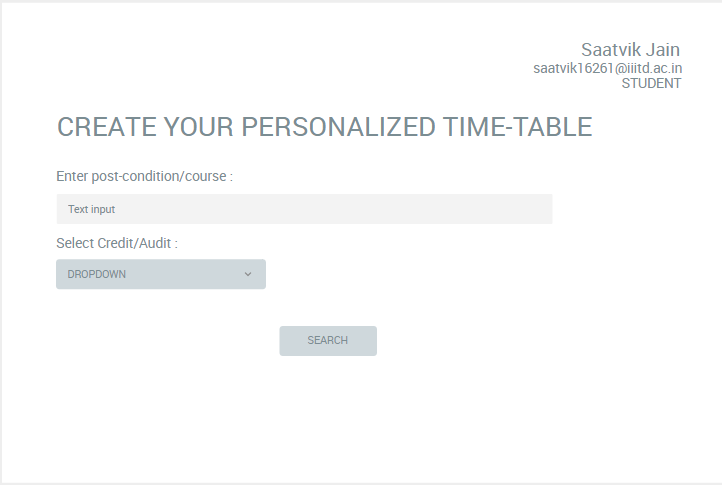 Saatvik Jain
saatvik16261@iiitd.ac.in
STUDENT
CREATE YOUR PERSONALIZED TIME-TABLE
Enter post-condition/course :
Text input
Select Credit/Audit :
DROPDOWN
SEARCH